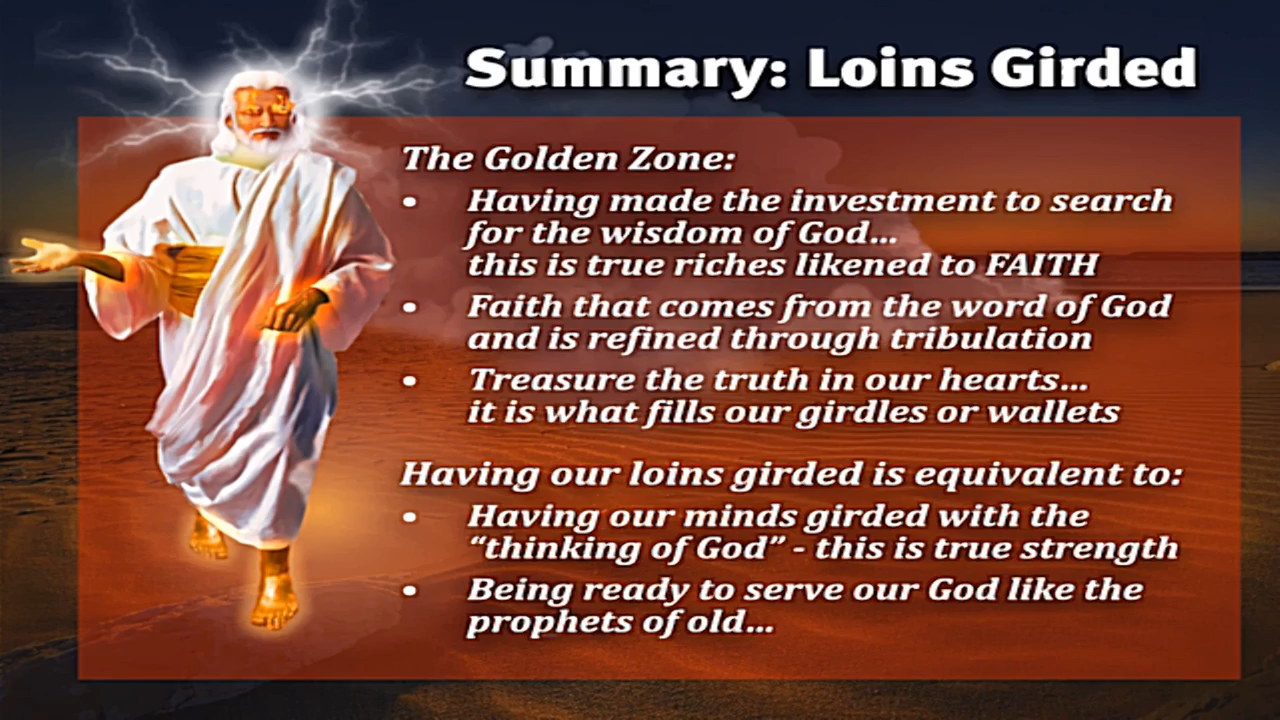 Summary: Loins Girded
The Golden Zone:
• Having made the investment to search
for the wisdom of God...
this is true riches likened to FAITH
• Faith that comes from the word of God
and is refined through tribulation
• Treasure the truth in our hearts...
it is what fills our girdles or wallets
Having our loins girded is equivalent to:
• Having our minds girded with the
“thinking of God” - this is true strength
• Being ready to serve our God like the
prophets of old...